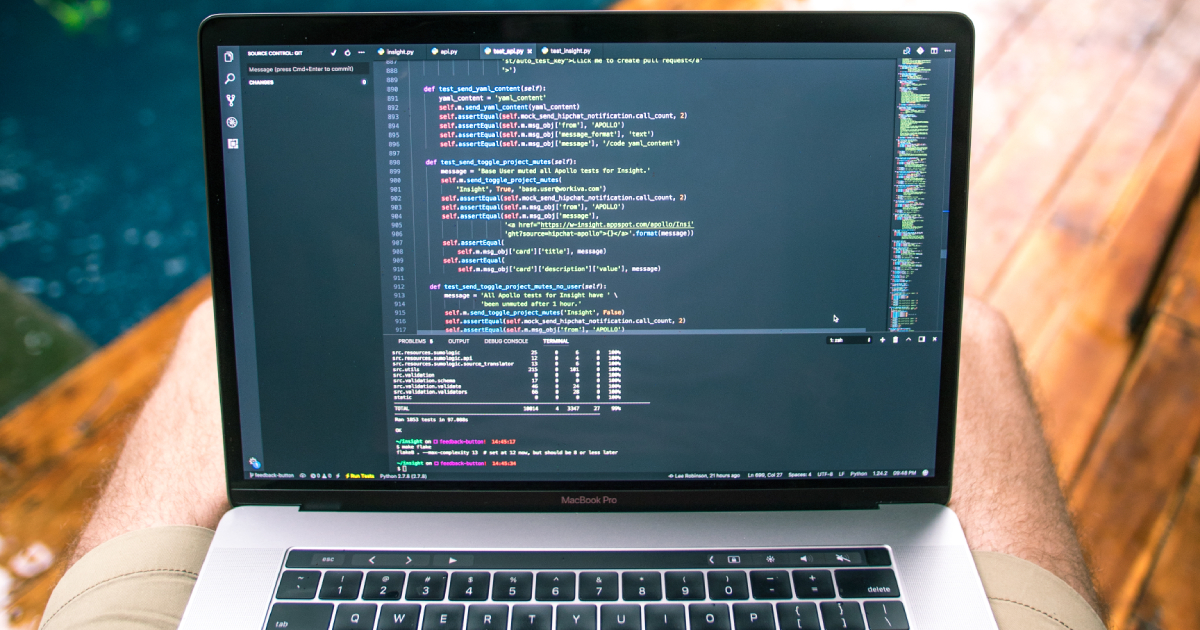 SOURCE CONTROL: GIT
insight.py
api.py
test_api.py
test_insight.py
Message (press Cmd+Enter to commit)
CHANGES
0
887 'st/auto_test_key">Click me to create pull request</a'
888 '>')
889
890 def test_send_yaml_content(self):
891 yaml_content = 'yaml_content'
892 self.m.send_yaml_content(yaml_content)
893 self.assertEqual(self.mock_send_hipchat_notification.call_count, 2)
894 self.assertEqual(self.m.msg_obj['from'], 'APOLLO')
895 self.assertEqual(self.m.msg_obj['message_format'], 'text')
896 self.assertEqual(self.m.msg_obj['message'], '/code yaml_content')
897
898 def test_send_toggle_project_mutes(self):
899 message = 'Base User muted all Apollo tests for Insight.'
900 self.m.send_toggle_project_mutes(
901 'Insight', True, 'base.user@workiva.com')
902 self.assertEqual(self.mock_send_hipchat_notification.call_count, 2)
903 self.assertEqual(self.m.msg_obj['from'], 'APOLLO')
904 self.assertEqual(self.m.msg_obj['message'],
905 '<a href="https://w-insight.appspot.com/apollo/Insi'
906 'ght?source=hipchat-apollo">{}</a>'.format(message))
907 self.assertEqual(
908 self.m.msg_obj['card']['title'], message)
909 self.assertEqual(
910 self.m.msg_obj['card']['description']['value'], message)
911
912 def test_send_toggle_project_mutes_no_user(self):
913 message = 'All Apollo tests for Insight have ' \
914 'been unmuted after 1 hour.'
915 self.m.send_toggle_project_mutes('Insight', False)
916 self.assertEqual(self.mock_send_hipchat_notification.call_count, 2)
917 self.assertEqual(self.m.msg_obj['from'], 'APOLLO')
PROBLEMS OUTPUT DEBUG CONSOLE TERMINAL 1: zsh
src.resources.sumologic 25 0 6 0 100%
src.resources.sumologic.api 12 0 4 0 100%
src.resources.sumologic.source_translator 13 0 0 100%
src.utils 215 0 101 0 100%
src.validation 0 0 0 0 100%
src.validation.schema 17 0 0 0 100%
src.validation.validate 0 0 100%
src.validation.validators 0 0 100%
static 0 0 0 0 100%
TOTAL 10014 4 3347 27 99%
Ran 1053 tests in 97.000s
OK
~/insight on feedback-button! 14:45:17
$ make flake
flake8 . --max-complexity 13 # set at 12 now, but should be 8 or less later
~/insight on feedback-button! 14:45:34
$
feedback-button 0 0 Run Tests Python 2.7.8 (2.7.8) Lee Robinson, 21 hours ago Ln 699, Col 27 Spaces: 4 UTF-8 LF Python 1.24.2 09:48 PM
MacBook Pro
esc
~ ! @ # $ % ^ & * ( ) _ +
` 1 2 3 4 5 6 7 8 9 0 - = delete
tab Q W E R T Y U I O P { [ } ] | \